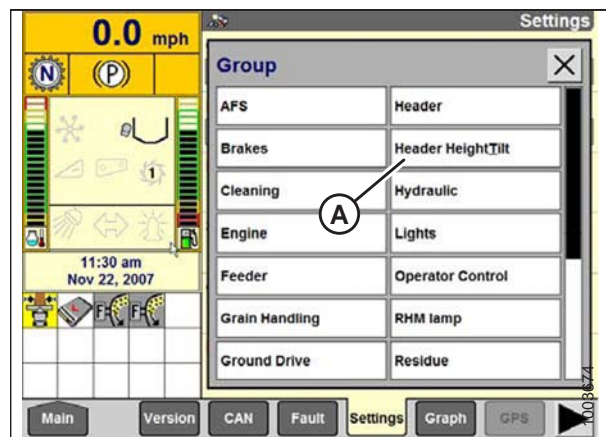 0.0 mph
Settings
N
(P)
Group
X
AFS
Header
Brakes
Header HeightTilt
1
Cleaning
Hydraulic
A
Engine
Lights
11:30 am
Nov 22, 2007
Feeder
Operator Control
F
F
Grain Handling
RHM lamp
Ground Drive
Residue
Main
Version
CAN
Fault
Settings
Graph
GPS
1003674